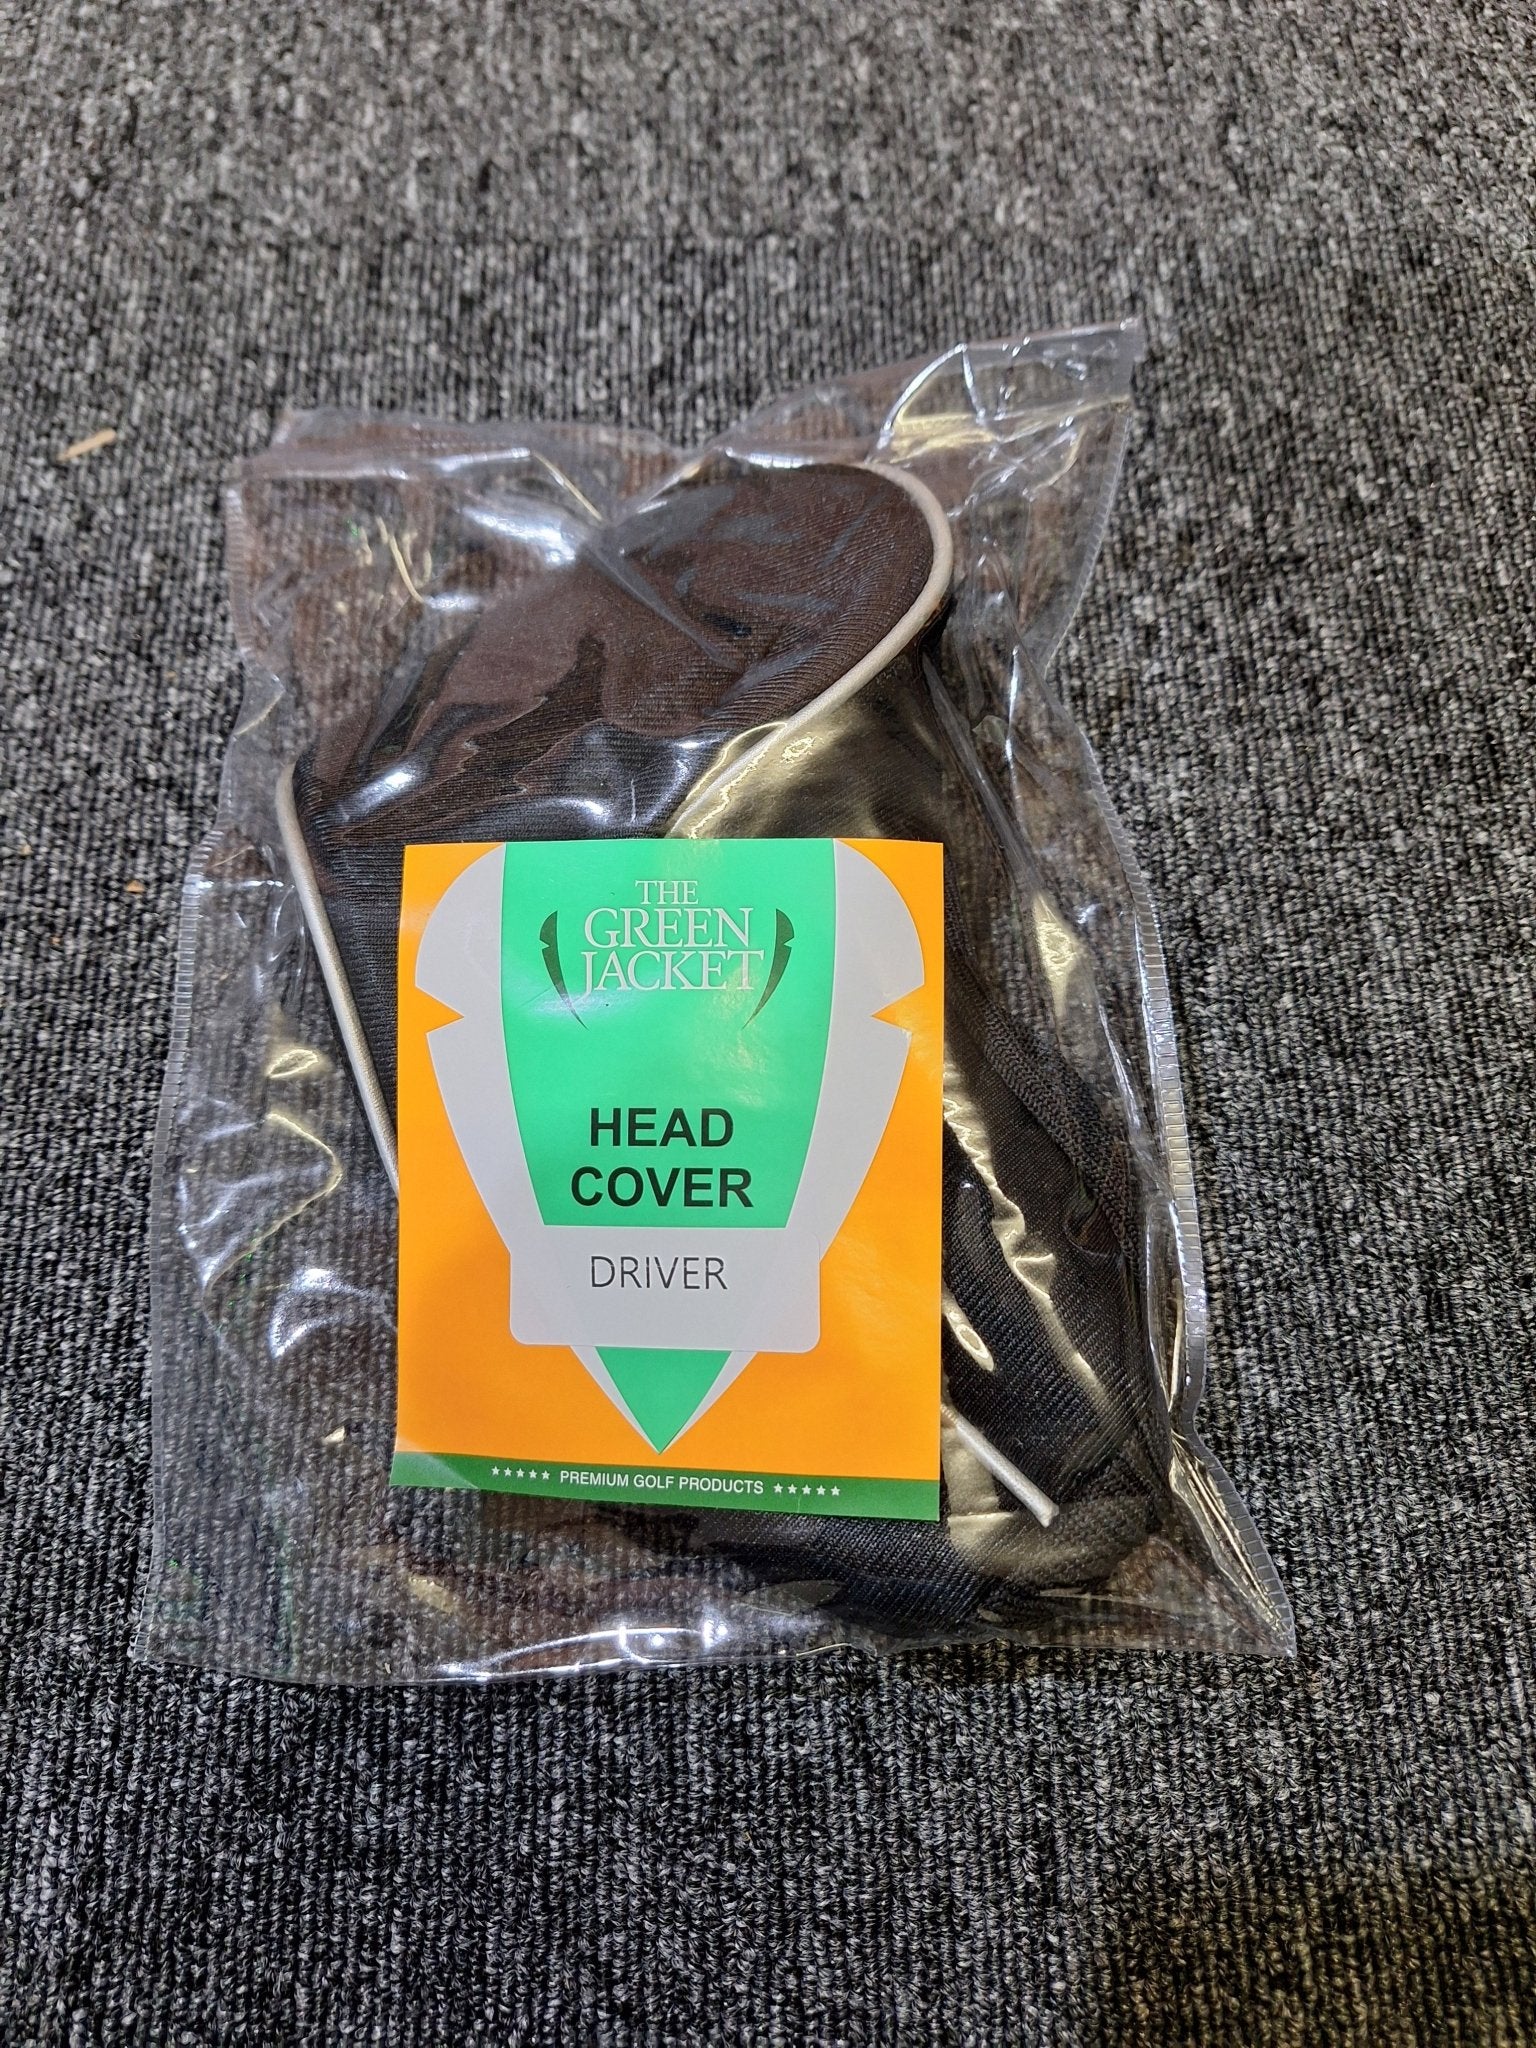 THE
GREEN
JACKET
HEAD
COVER
DRIVER
★★★★★ PREMIUM GOLF PRODUCTS ★★★★★